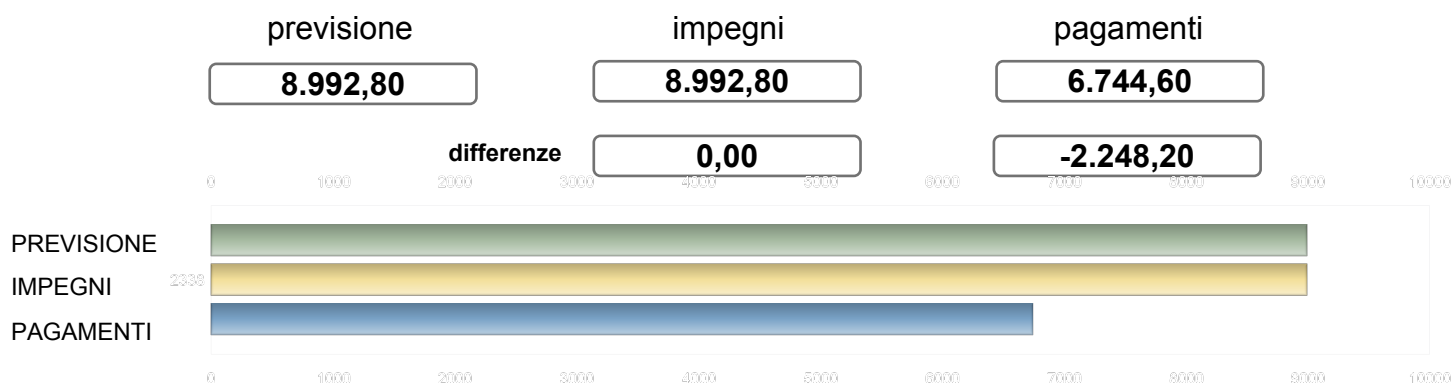 previsione impegni pagamenti
8.992,80 8.992,80 6.744,60
differenze 0,00 -2.248,20
0 1000 2000 3000 4000 5000 6000 7000 8000 9000 10000
PREVISIONE
2338
IMPEGNI
PAGAMENTI
0 1000 2000 3000 4000 5000 6000 7000 8000 9000 10000